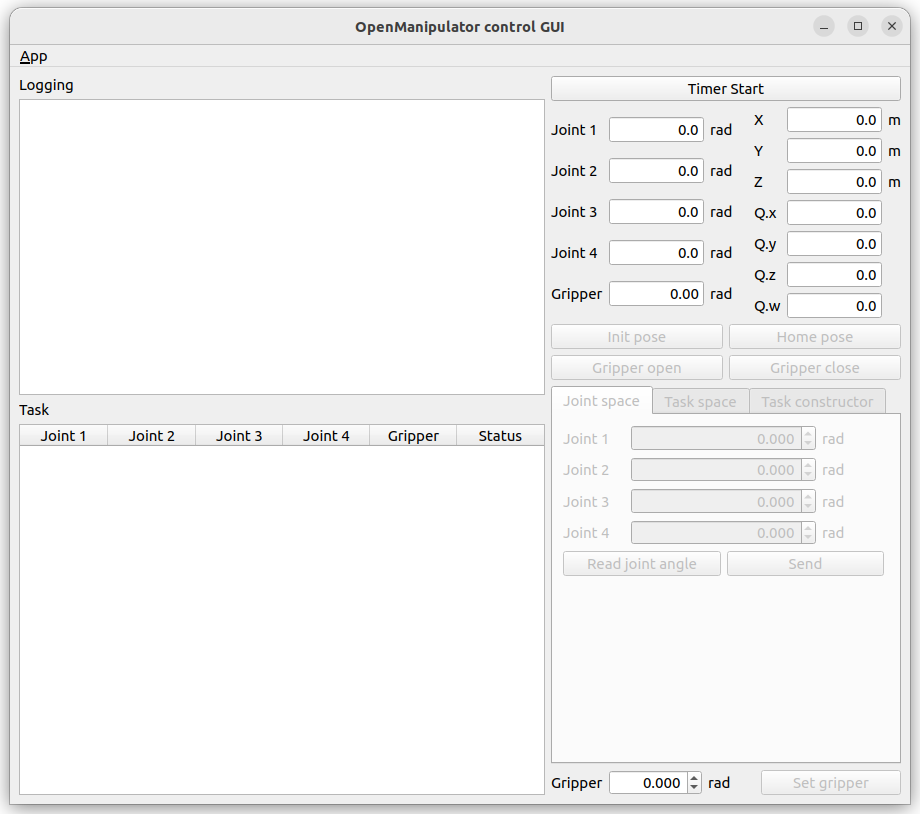 OpenManipulator control GUI
App
Logging
Timer Start
Joint 1 0.0 rad
Joint 2 0.0 rad
Joint 3 0.0 rad
Joint 4 0.0 rad
Gripper 0.00 rad
X 0.0 m
Y 0.0 m
Z 0.0 m
Q.x 0.0
Q.y 0.0
Q.z 0.0
Q.w 0.0
Init pose Home pose
Gripper open Gripper close
Task
Joint 1 Joint 2 Joint 3 Joint 4 Gripper Status
Joint space Task space Task constructor
Joint 1 0.000 rad
Joint 2 0.000 rad
Joint 3 0.000 rad
Joint 4 0.000 rad
Read joint angle Send
Gripper 0.000 rad Set gripper